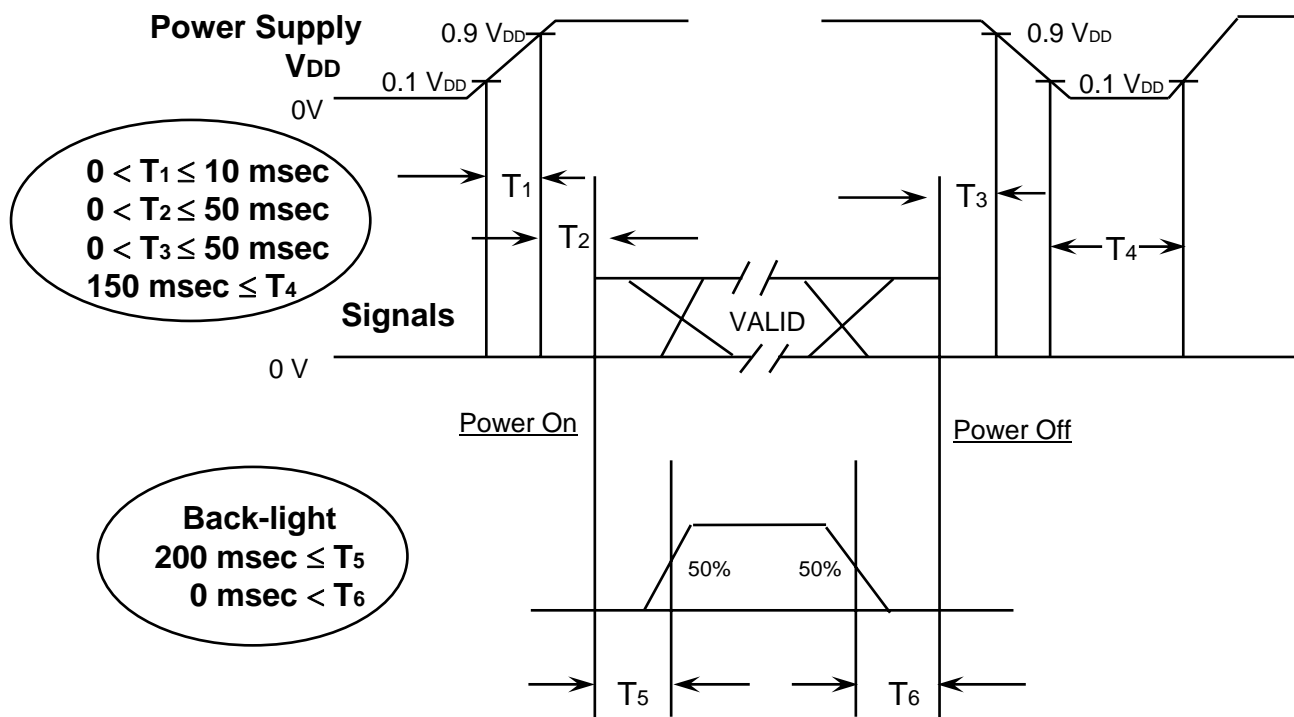 Power Supply
VDD
0.9 VDD
0.1 VDD
0V
0.9 VDD
0.1 VDD
0 < T1 ≤ 10 msec
0 < T2 ≤ 50 msec
0 < T3 ≤ 50 msec
150 msec ≤ T4
T1
T2
T3
T4
Signals
VALID
0 V
Power On
Power Off
Back-light
200 msec ≤ T5
0 msec < T6
50%
50%
T5
T6